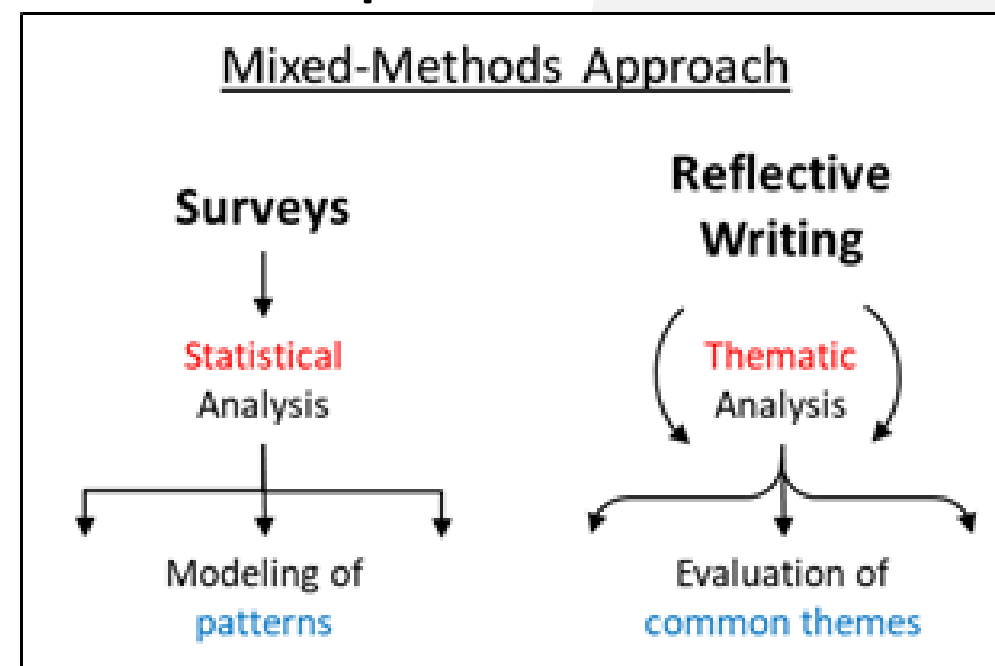 Mixed-Methods Approach
Surveys
Statistical
Analysis
Modeling of
patterns
Reflective
Writing
Thematic
Analysis
Evaluation of
common themes